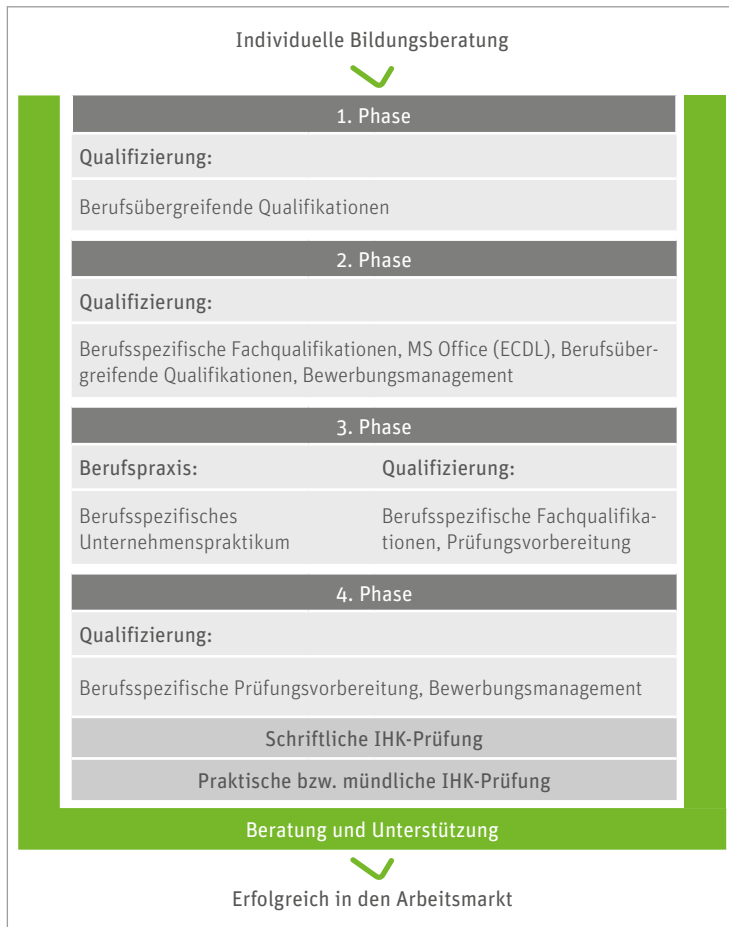 Individuelle Bildungsberatung
1. Phase
Qualifizierung:
Berufsübergreifende Qualifikationen
2. Phase
Qualifizierung:
Berufsspezifische Fachqualifikationen, MS Office (ECDL), Berufsüber-
greifende Qualifikationen, Bewerbungsmanagement
3. Phase
Berufspraxis:
Berufsspezifisches
Unternehmenspraktikum
Qualifizierung:
Berufsspezifische Fachqualifika-
tionen, Prüfungsvorbereitung
4. Phase
Qualifizierung:
Berufsspezifische Prüfungsvorbereitung, Bewerbungsmanagement
Schriftliche IHK-Prüfung
Praktische bzw. mündliche IHK-Prüfung
Beratung und Unterstützung
Erfolgreich in den Arbeitsmarkt